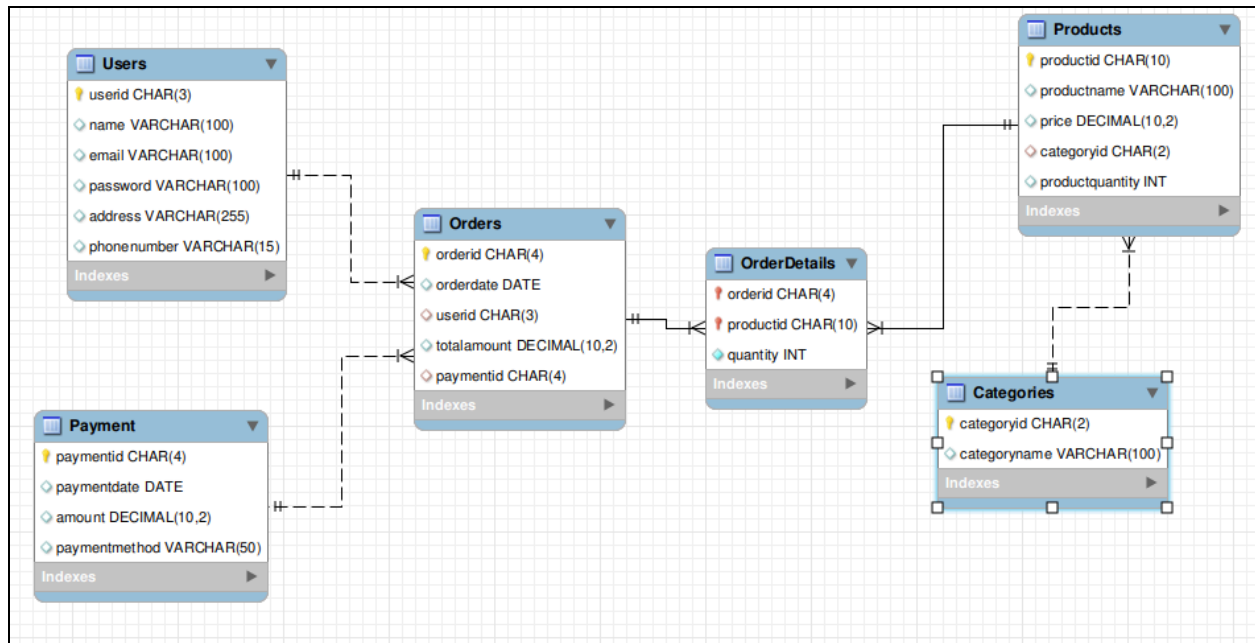 Users
userid CHAR(3)
name VARCHAR(100)
email VARCHAR(100)
password VARCHAR(100)
address VARCHAR(255)
phonenumber VARCHAR(15)
Indexes
Payment
paymentid CHAR(4)
paymentdate DATE
amount DECIMAL(10,2)
paymentmethod VARCHAR(50)
Indexes
Orders
orderid CHAR(4)
orderdate DATE
userid CHAR(3)
totalamount DECIMAL(10,2)
paymentid CHAR(4)
Indexes
OrderDetails
orderid CHAR(4)
productid CHAR(10)
quantity INT
Indexes
Products
productid CHAR(10)
productname VARCHAR(100)
price DECIMAL(10,2)
categoryid CHAR(2)
productquantity INT
Indexes
Categories
categoryid CHAR(2)
categoryname VARCHAR(100)
Indexes